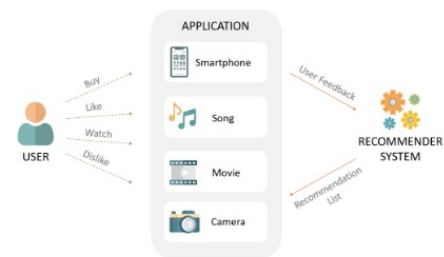 APPLICATION
Smartphone
Song
Movie
Camera
Buy
Like
Watch
Dislike
USER
User Feedback
RECOMMENDER
SYSTEM
Recommendation
List